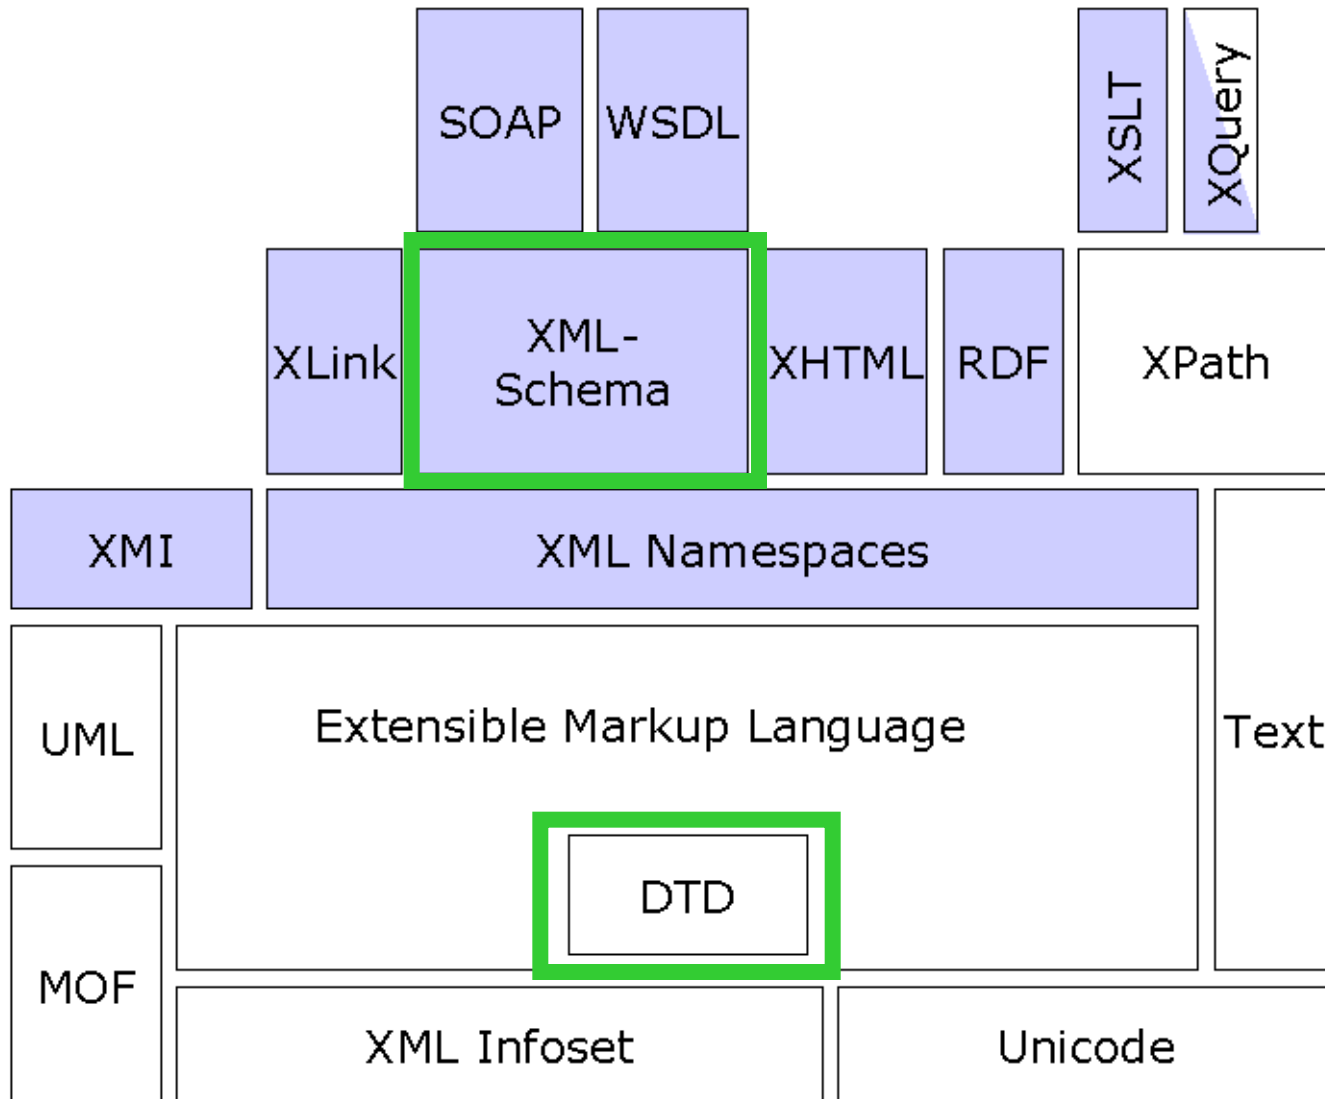 SOAP
WSDL
XSLT
XQuery
XLink
XML-
Schema
XHTML
RDF
XPath
XMI
XML Namespaces
UML
Extensible Markup Language
Text
DTD
MOF
XML Infoset
Unicode